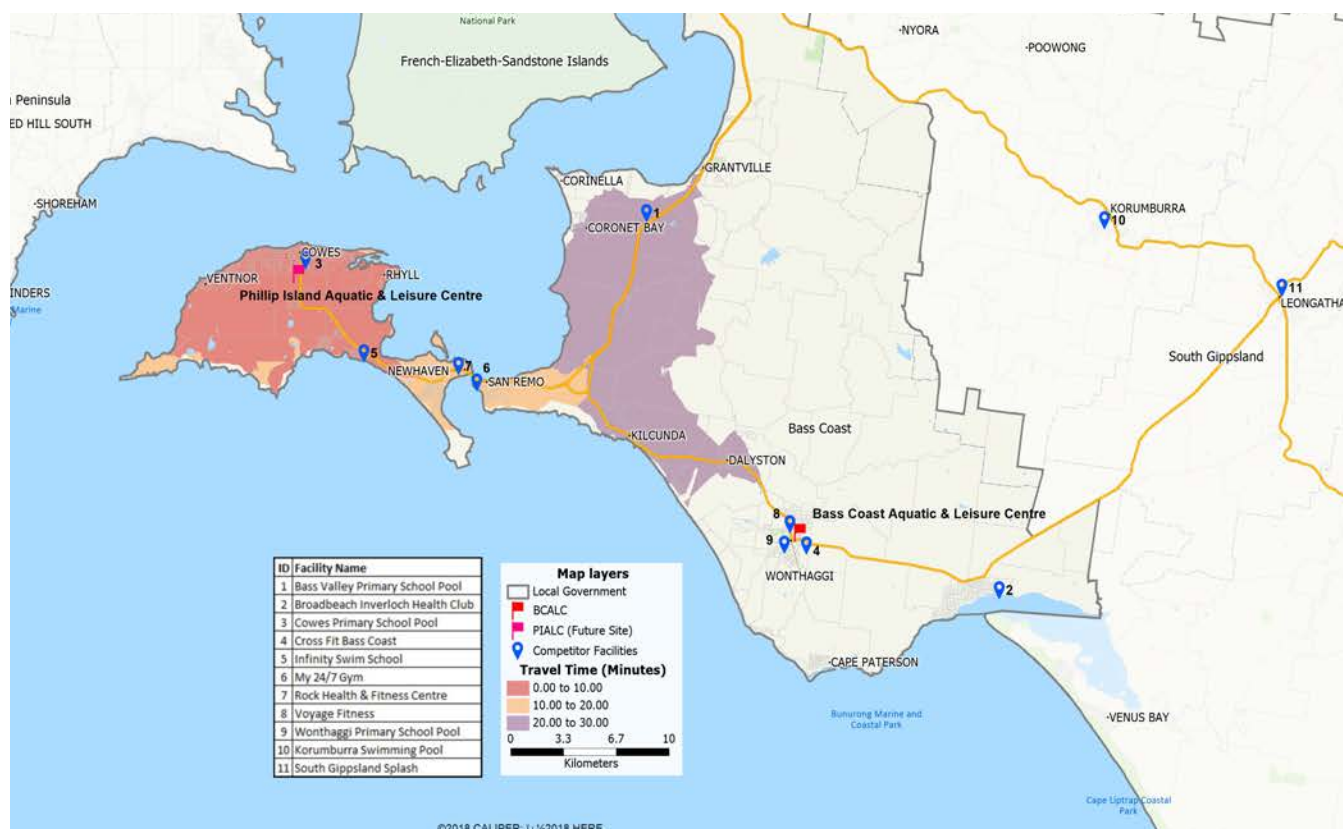 National Park
NYORA
POOWONG
French-Elizabeth-Sandstone Islands
Peninsula
ED HILL SOUTH
GRANTVILLE
CORINELLA
SHOREHAM
KORUMBURRA
10
1
CORONET BAY
COWES
3
RHYLL
VENTNOR
11
NDERS
Marine
Phillip Island Aquatic & Leisure Centre
LEONGATHA
5
South Gippsland
7
6
NEWHAVEN
SAN REMO
Bass Coast
KILCUNDA
DALYSTON
8
Bass Coast Aquatic & Leisure Centre
9
4
WONTHAGGI
2
CAPE PATERSON
Bunurong Marine and
Coastal Park
VENUS BAY
Cape Liptrap Coastal
Park
ID Facility Name
1 Bass Valley Primary School Pool
2 Broadbeach Inverloch Health Club
3 Cowes Primary School Pool
4 Cross Fit Bass Coast
5 Infinity Swim School
6 My 24/7 Gym
7 Rock Health & Fitness Centre
8 Voyage Fitness
9 Wonthaggi Primary School Pool
10 Korumburra Swimming Pool
11 South Gippsland Splash
Map layers
Local Government
BCALC
PIALC (Future Site)
Competitor Facilities
Travel Time (Minutes)
0.00 to 10.00
10.00 to 20.00
20.00 to 30.00
0 3.3 6.7 10
Kilometers
©2018 CALIPER;
2018 HERE